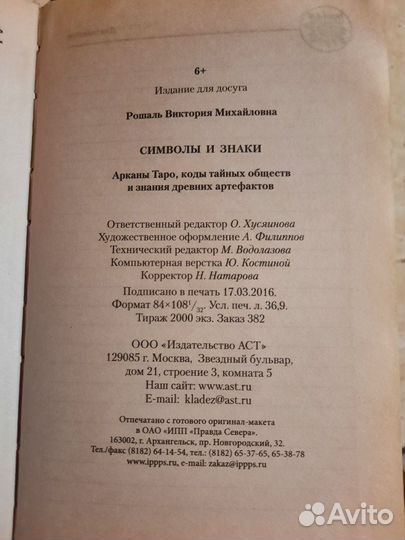 6+
Издание для досуга
Рошаль Виктория Михайловна
СИМВОЛЫ И ЗНАКИ
Арканы Таро, коды тайных обществ
и знания древних артефактов
Ответственный редактор О. Хусяинова
Художественное оформление А. Филиппов
Технический редактор М. Водолазова
Компьютерная верстка Ю. Костиной
Корректор Н. Натарова
Подписано в печать 17.03.2016.
Формат 84×108 1/32. Усл. печ. л. 36,9.
Тираж 2000 экз. Заказ 382
ООО «Издательство АСТ»
129085 г. Москва, Звездный бульвар,
дом 21, строение 3, комната 5
Наш сайт: www.ast.ru
E-mail: kladez@ast.ru
Отпечатано с готового оригинал-макета
в ОАО «ИПП «Правда Севера».
163002, г. Архангельск, пр. Новгородский, 32.
Тел./факс (8182) 64-14-54, тел. (8182) 65-37-65, 65-38-78
www.ippps.ru, e-mail: zakaz@ippps.ru
Avito